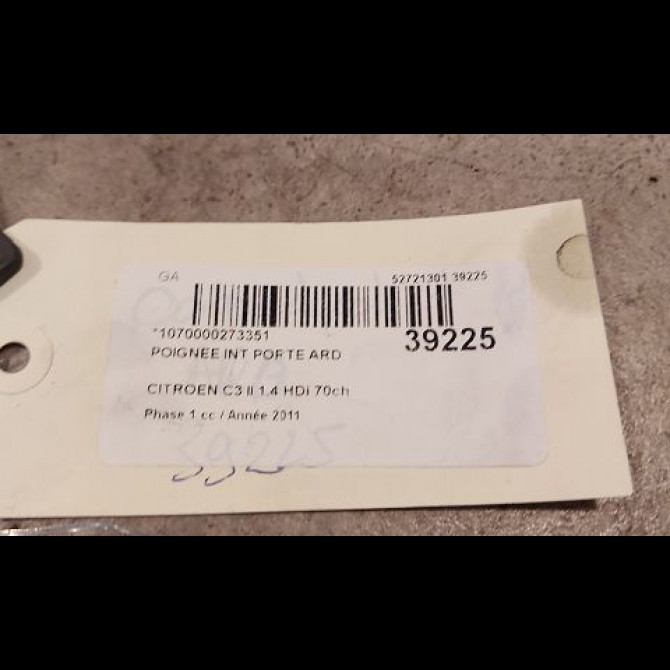 GA 52721301 39225
*1070000273351 39225
POIGNEE INT PORTE ARD
CITROEN C3 II 1.4 HDi 70ch
Phase 1 cc / Année 2011
39225